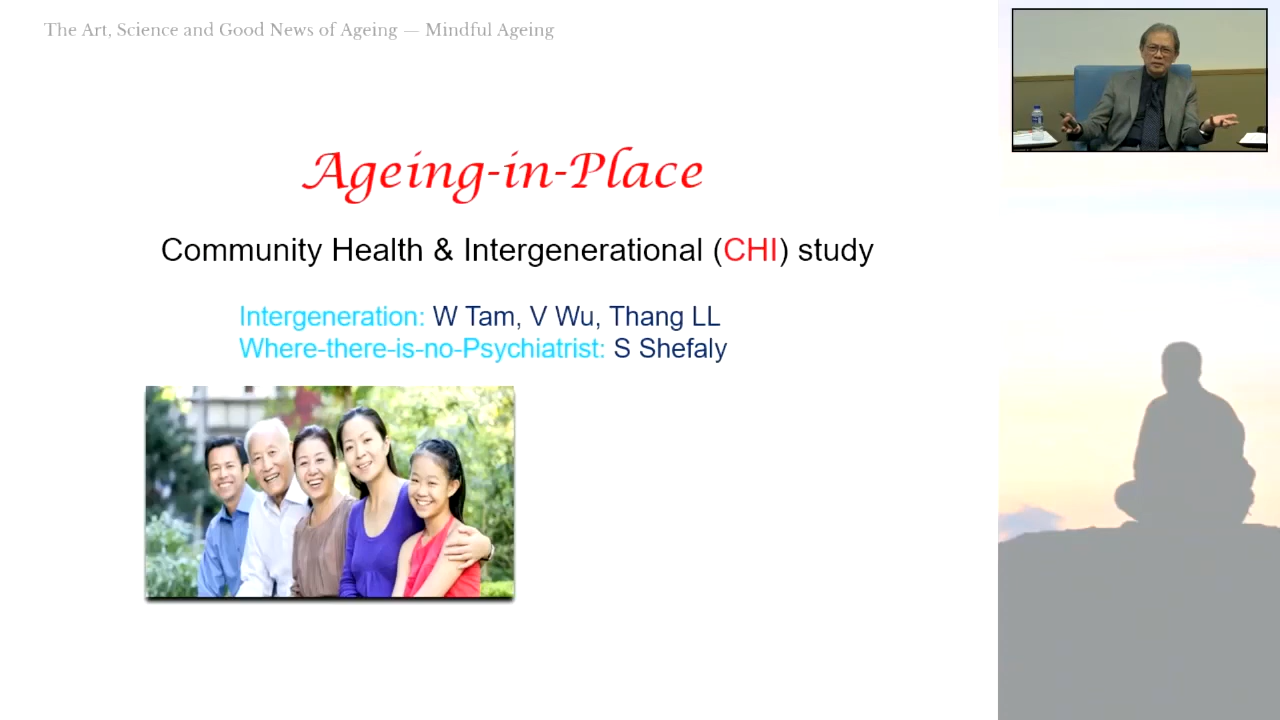 The Art, Science and Good News of Ageing — Mindful Ageing
Ageing-in-Place
Community Health & Intergenerational (CHI) study
Intergeneration: W Tam, V Wu, Thang LL
Where-there-is-no-Psychiatrist: S Shefaly